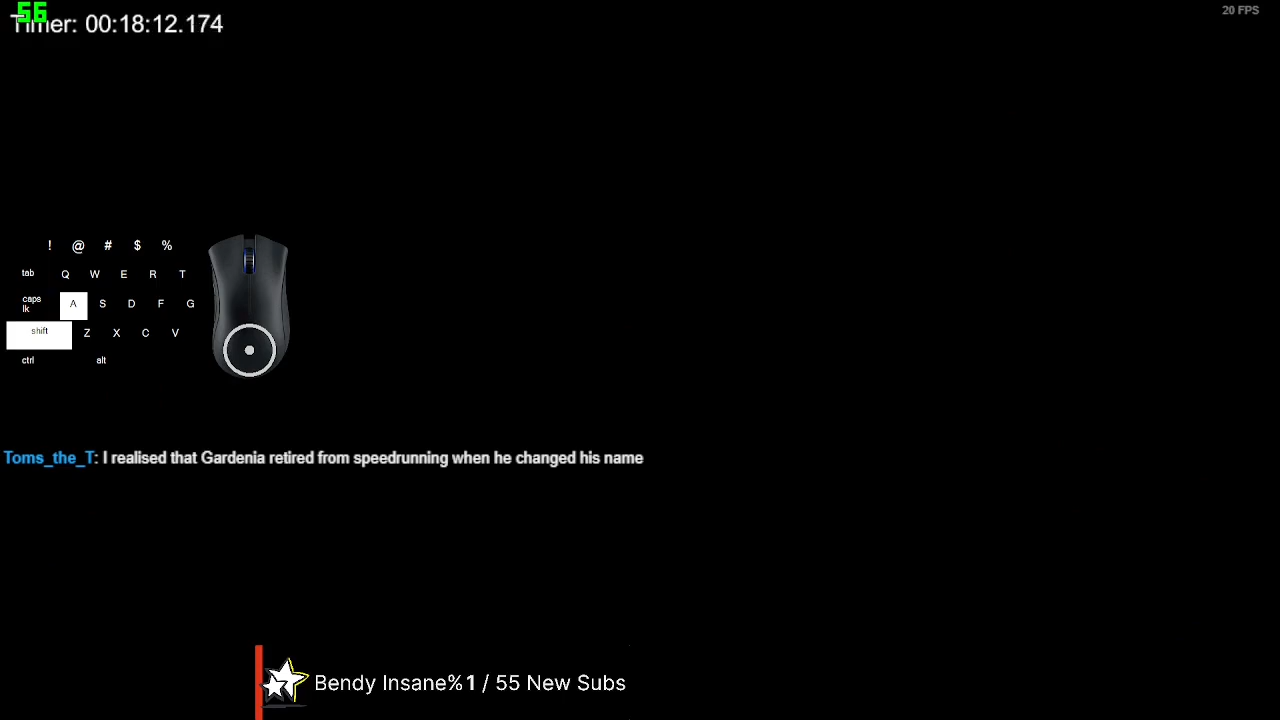 56
Timer: 00:18:12.174
20 FPS
! @ # $ %
tab Q W E R T
caps lk A S D F G
shift Z X C V
ctrl alt
Toms_the_T: I realised that Gardenia retired from speedrunning when he changed his name
Bendy Insane%1 / 55 New Subs